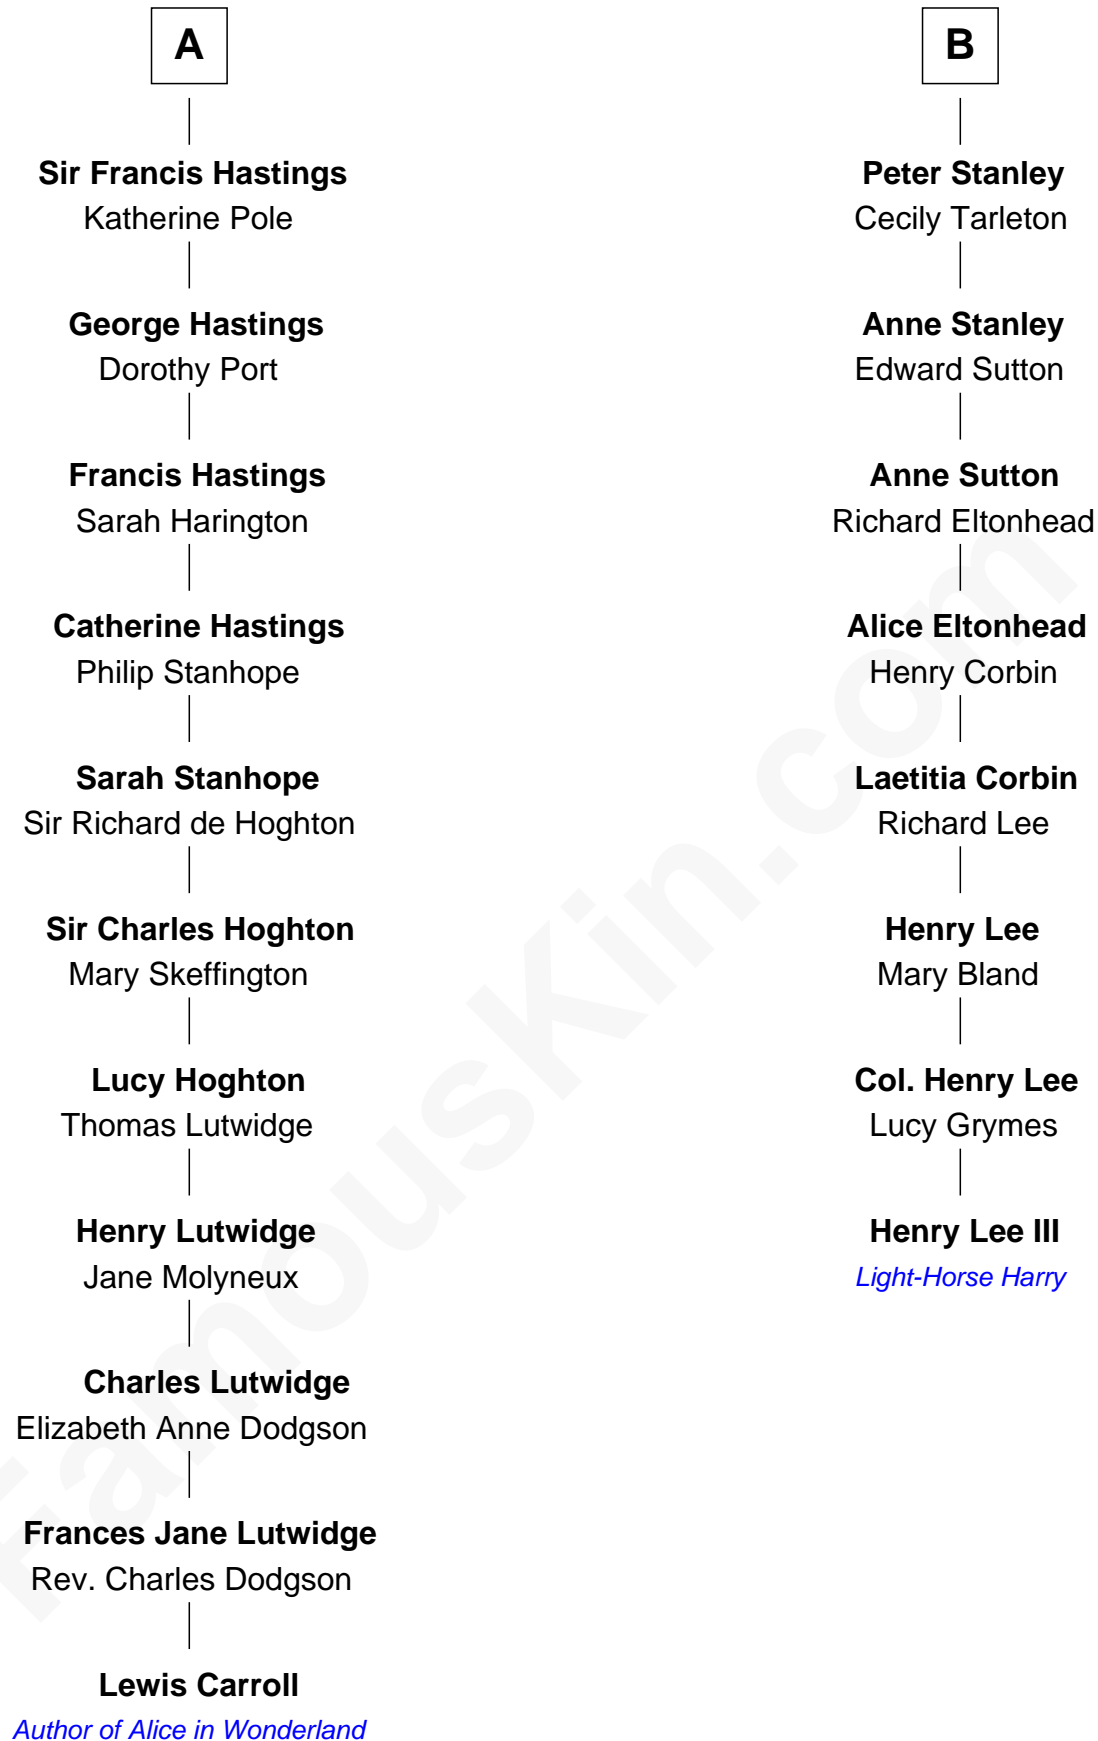 A
Sir Francis Hastings
Katherine Pole
George Hastings
Dorothy Port
Francis Hastings
Sarah Harington
Catherine Hastings
Philip Stanhope
Sarah Stanhope
Sir Richard de Hoghton
Sir Charles Hoghton
Mary Skeffington
Lucy Hoghton
Thomas Lutwidge
Henry Lutwidge
Jane Molyneux
Charles Lutwidge
Elizabeth Anne Dodgson
Frances Jane Lutwidge
Rev. Charles Dodgson
Lewis Carroll
Author of Alice in Wonderland
B
Peter Stanley
Cecily Tarleton
Anne Stanley
Edward Sutton
Anne Sutton
Richard Eltonhead
Alice Eltonhead
Henry Corbin
Laetitia Corbin
Richard Lee
Henry Lee
Mary Bland
Col. Henry Lee
Lucy Grymes
Henry Lee III
Light-Horse Harry
FamousKin.com